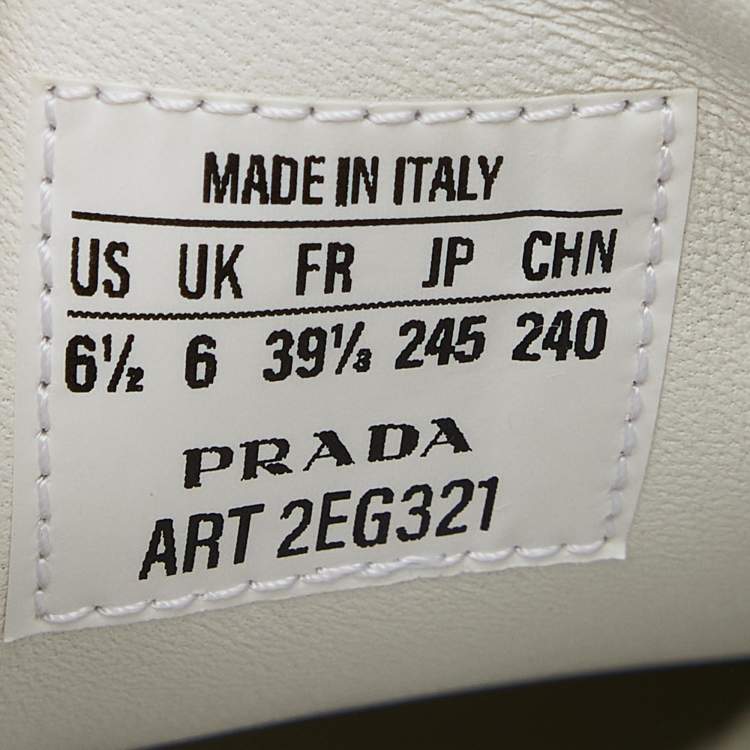 MADE IN ITALY
US UK FR JP CHN
6½ 6 39⅓ 245 240
PRADA
ART 2EG321